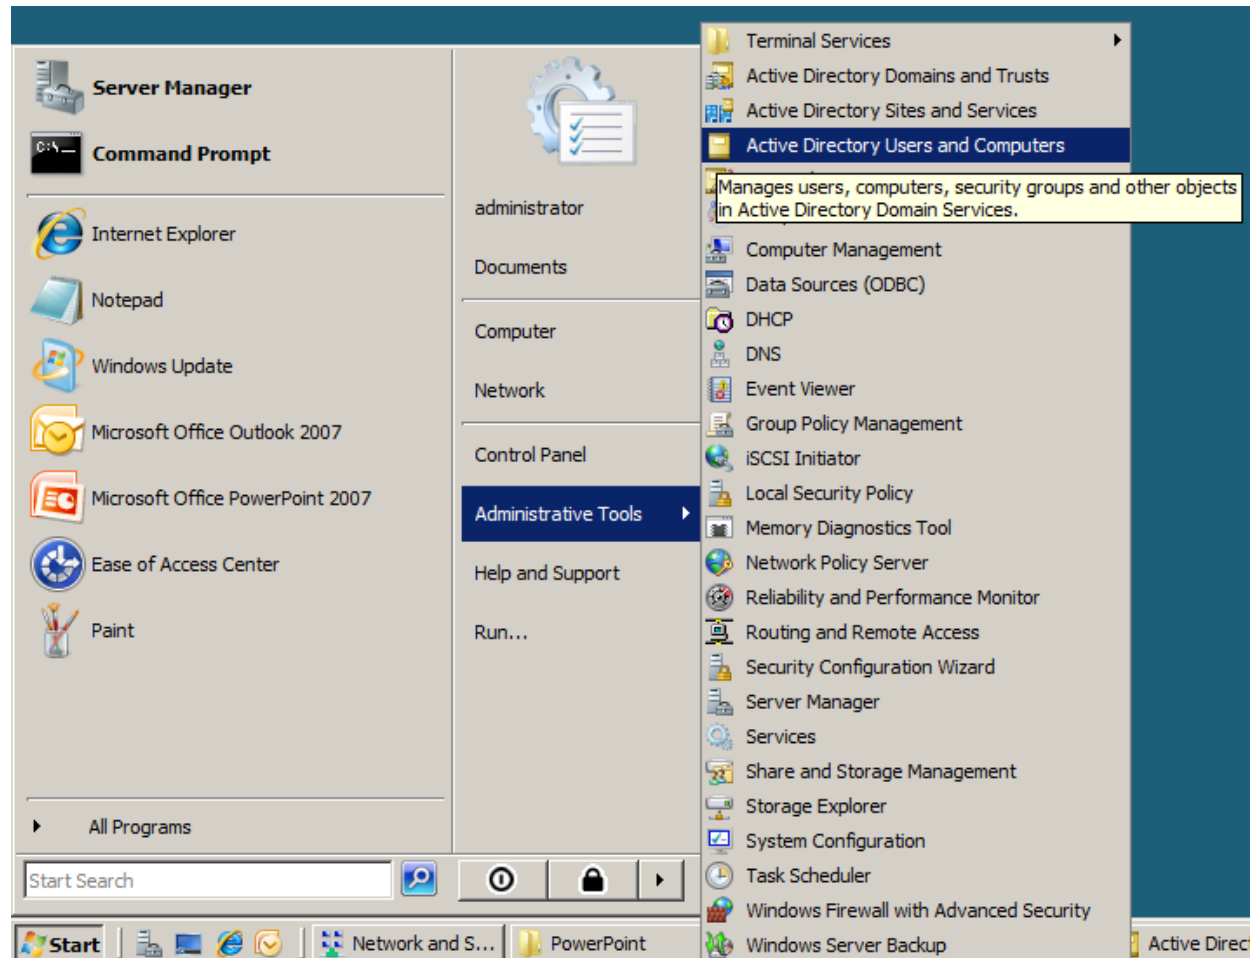 Server Manager
Command Prompt
Internet Explorer
Notepad
Windows Update
Microsoft Office Outlook 2007
Microsoft Office PowerPoint 2007
Ease of Access Center
Paint
All Programs
Start Search
administrator
Documents
Computer
Network
Control Panel
Administrative Tools
Help and Support
Run...
Terminal Services
Active Directory Domains and Trusts
Active Directory Sites and Services
Active Directory Users and Computers
Manages users, computers, security groups and other objects
in Active Directory Domain Services.
Computer Management
Data Sources (ODBC)
DHCP
DNS
Event Viewer
Group Policy Management
iSCSI Initiator
Local Security Policy
Memory Diagnostics Tool
Network Policy Server
Reliability and Performance Monitor
Routing and Remote Access
Security Configuration Wizard
Server Manager
Services
Share and Storage Management
Storage Explorer
System Configuration
Task Scheduler
Windows Firewall with Advanced Security
Windows Server Backup
Start
Network and S...
PowerPoint
Active Direct